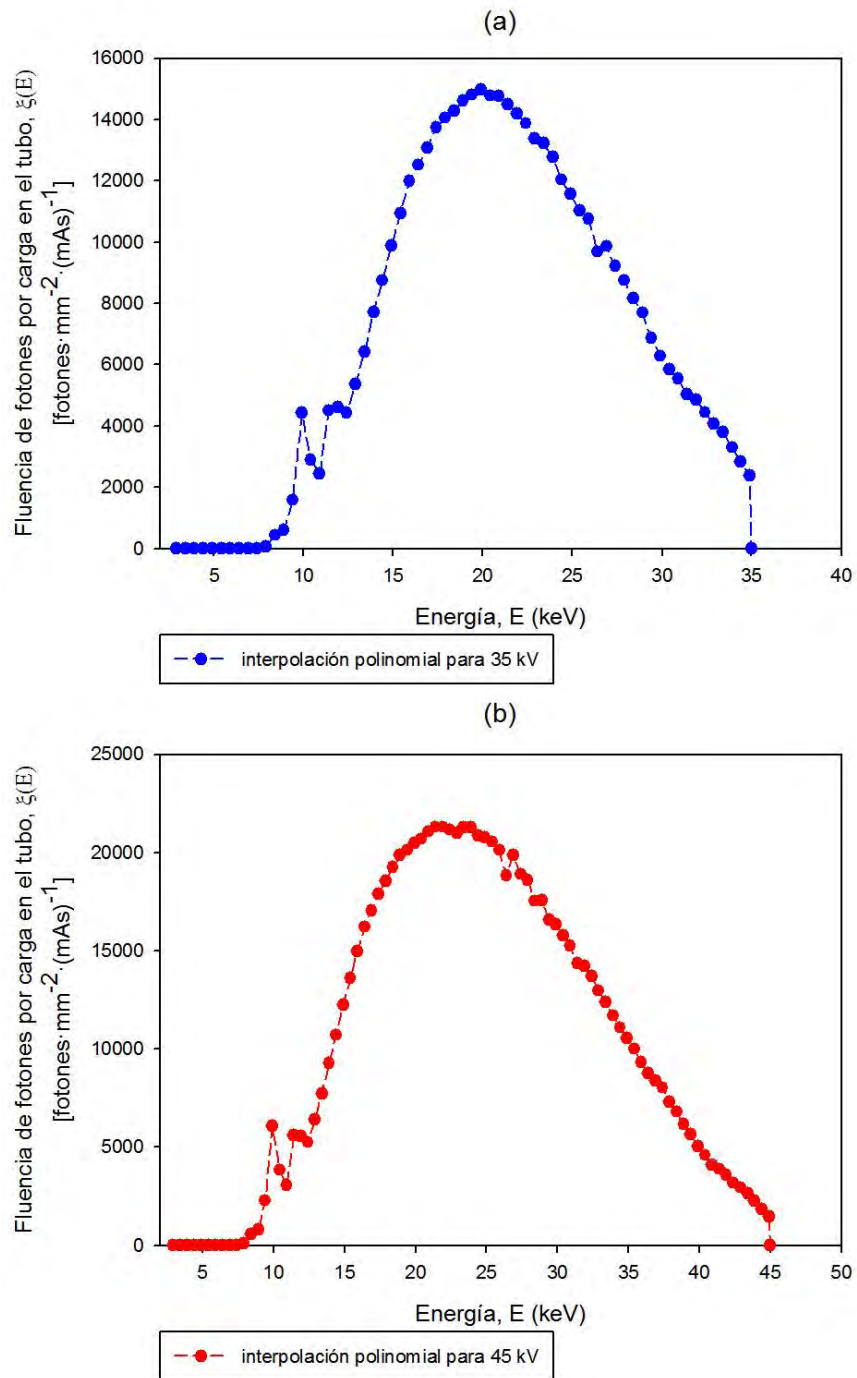 (a)
Fluencia de fotones por carga en el tubo, ξ(E)
[fotones·mm⁻²·(mAs)⁻¹]
16000
14000
12000
10000
8000
6000
4000
2000
0
5 10 15 20 25 30 35 40
Energía, E (keV)
interpolación polinomial para 35 kV
(b)
Fluencia de fotones por carga en el tubo, ξ(E)
[fotones·mm⁻²·(mAs)⁻¹]
25000
20000
15000
10000
5000
0
5 10 15 20 25 30 35 40 45 50
Energía, E (keV)
interpolación polinomial para 45 kV